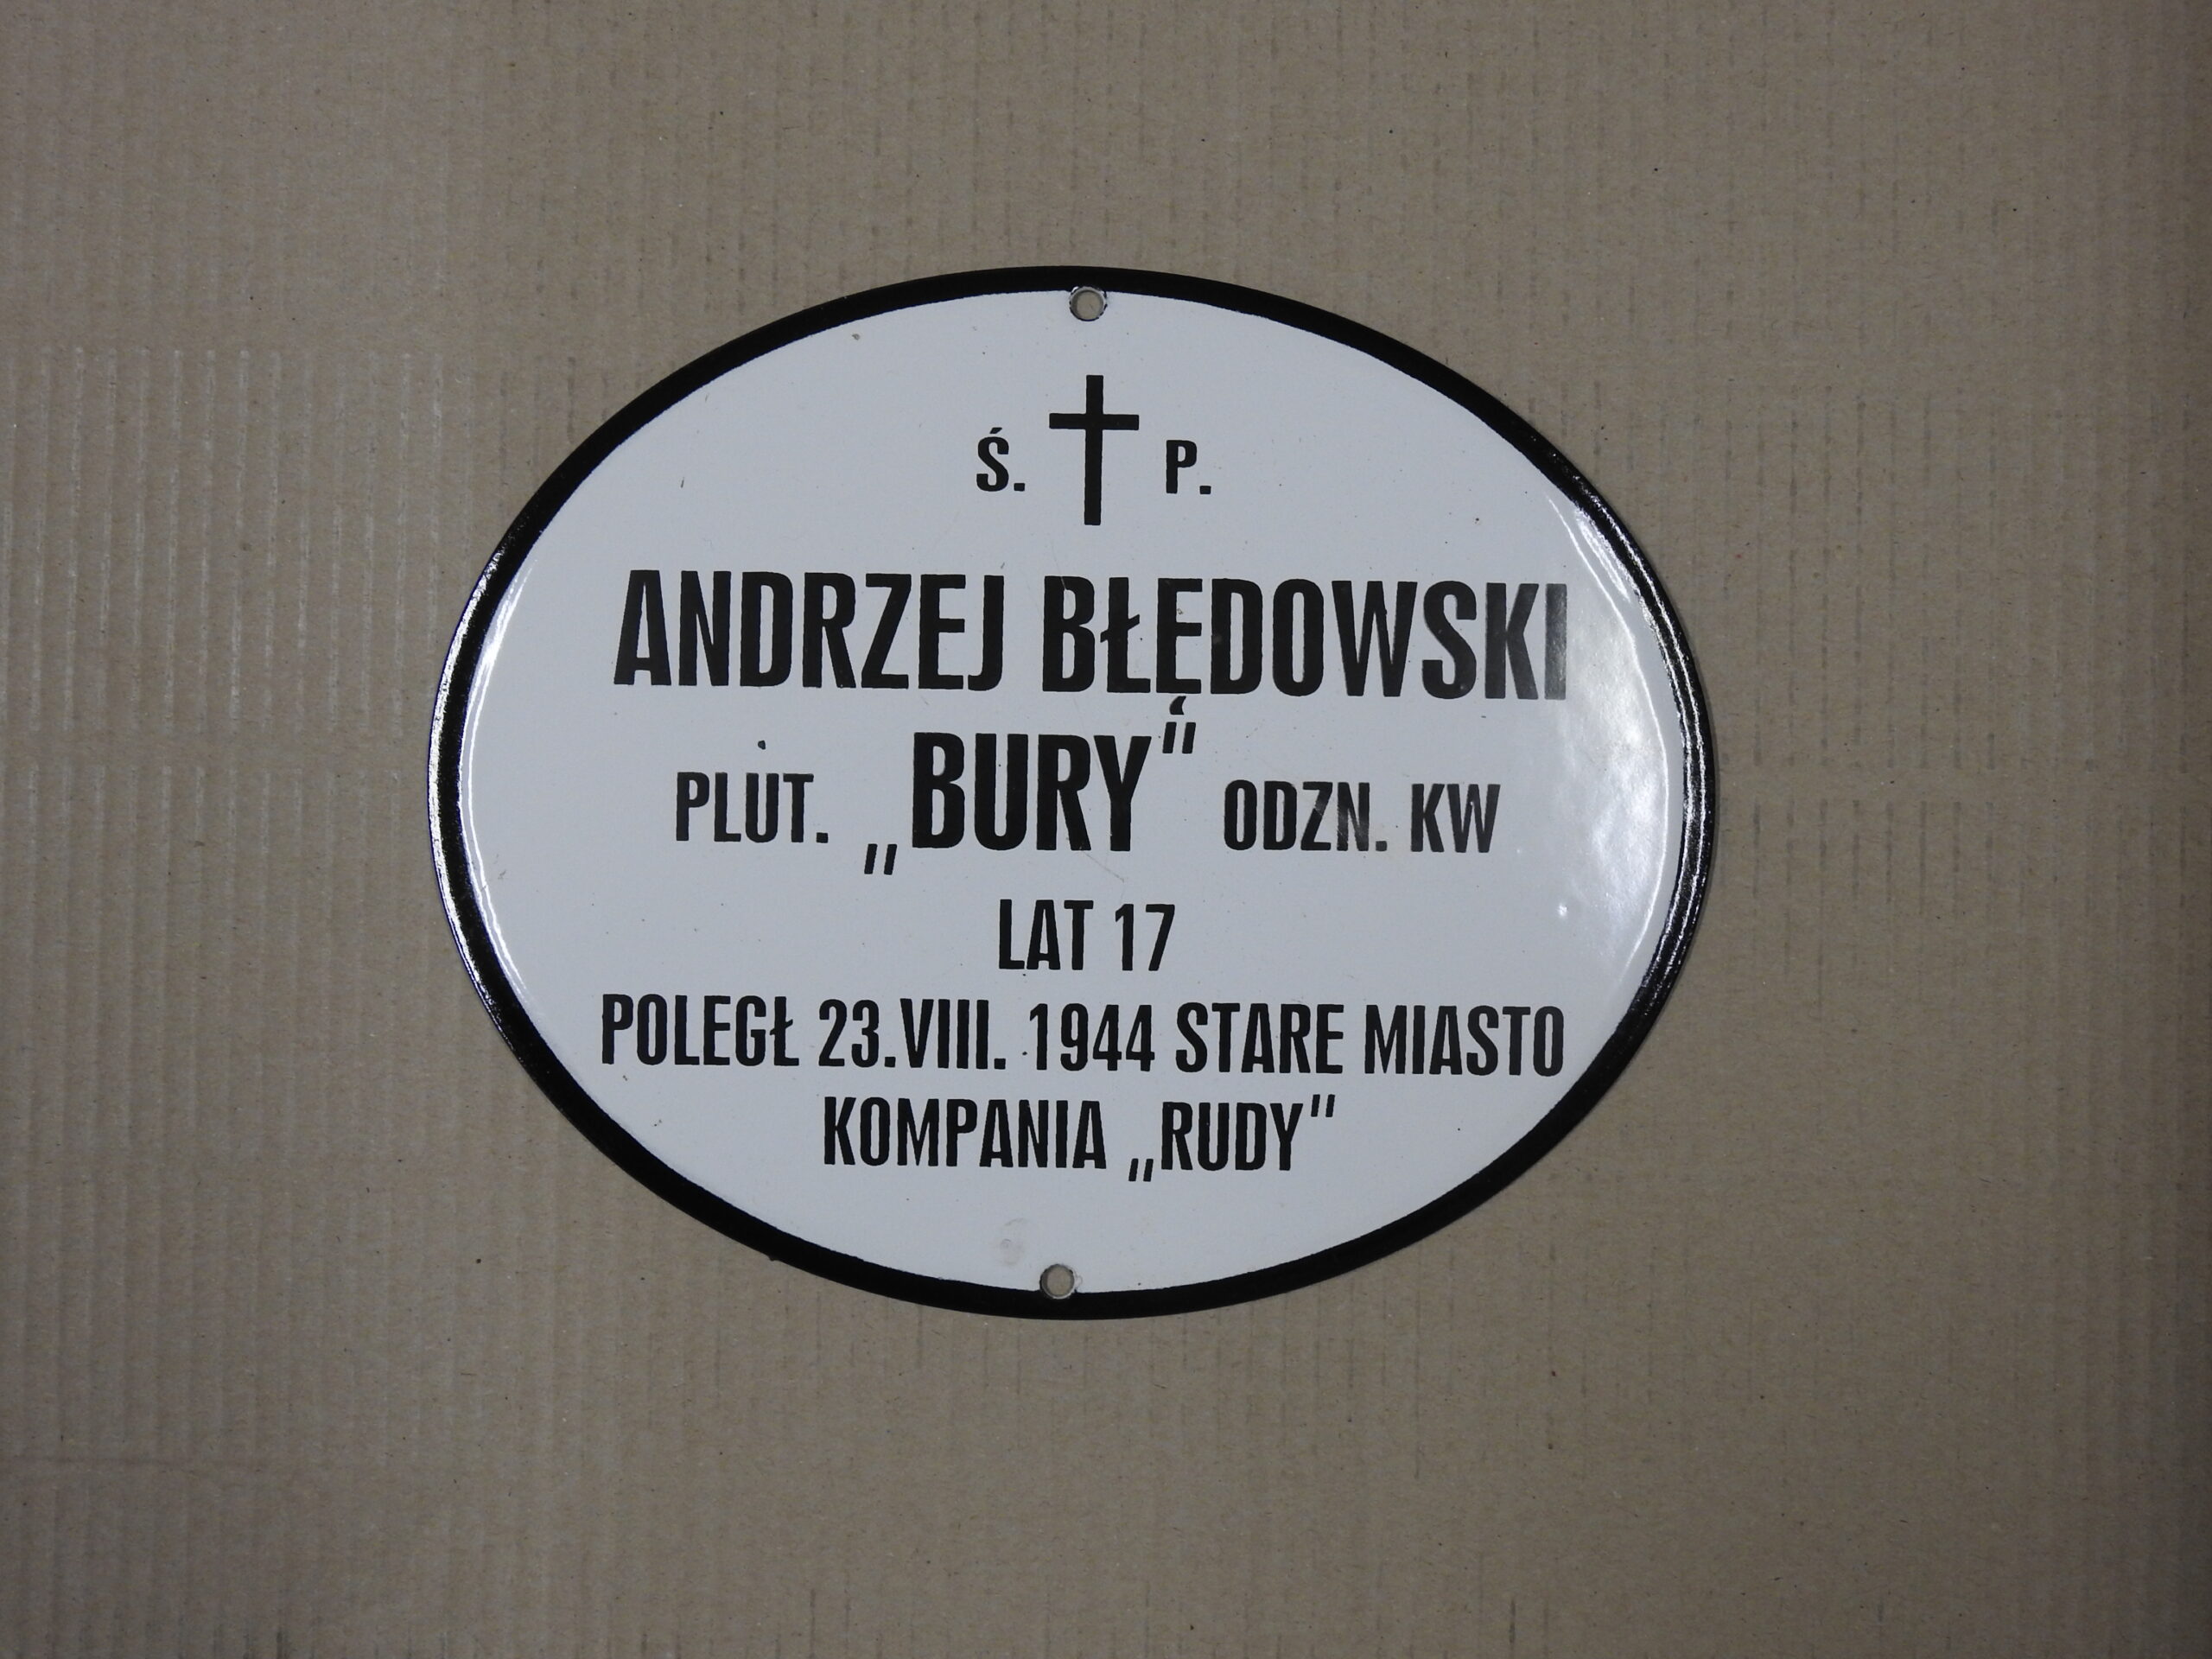 Ś. P.
ANDRZEJ BŁĘDOWSKI
PLUT. „BURY" ODZN. KW
LAT 17
POLEGŁ 23.VIII. 1944 STARE MIASTO
KOMPANIA „RUDY"